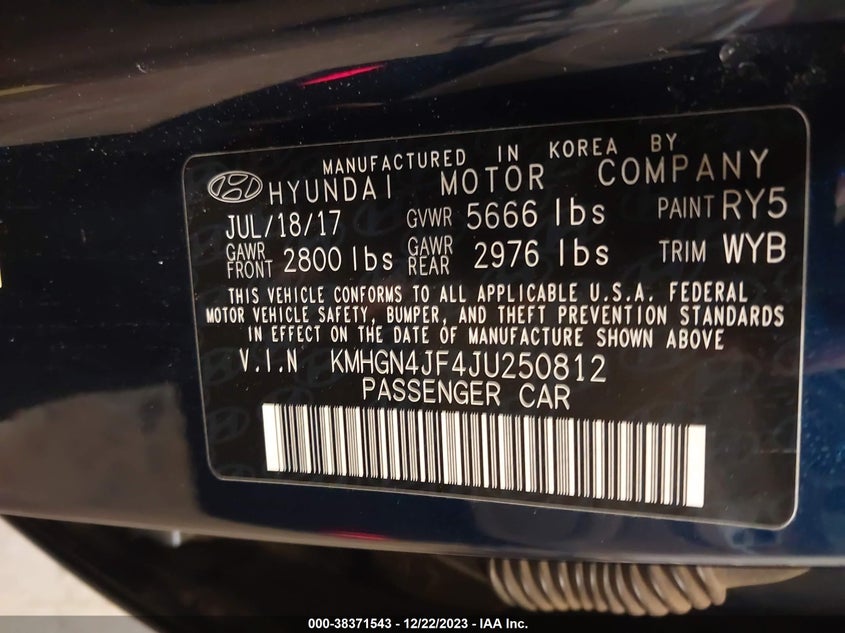 MANUFACTURED IN KOREA BY
HYUNDAI MOTOR COMPANY
JUL/18/17 GVWR 5666 lbs PAINT RY5
GAWR FRONT 2800 lbs GAWR REAR 2976 lbs TRIM WYB
THIS VEHICLE CONFORMS TO ALL APPLICABLE U.S.A. FEDERAL
MOTOR VEHICLE SAFETY, BUMPER, AND THEFT PREVENTION STANDARDS
IN EFFECT ON THE DATE OF MANUFACTURE SHOWN ABOVE
V.I.N KMHGN4JF4JU250812
PASSENGER CAR
000-38371543 - 12/22/2023 - IAA Inc.